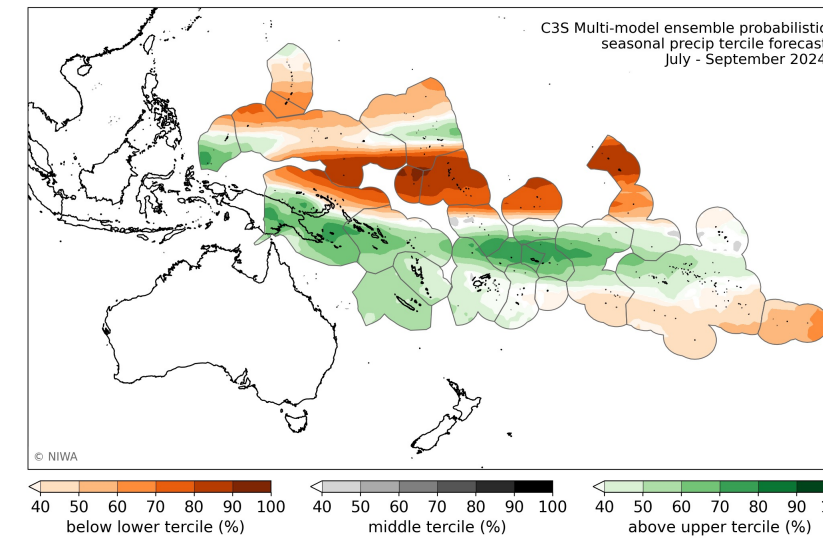 C3S Multi-model ensemble probabilistic
seasonal precip tercile forecast
July - September 2024
© NIWA
40 50 60 70 80 90 100
below lower tercile (%)
40 50 60 70 80 90 100
middle tercile (%)
40 50 60 70 80 90
above upper tercile (%)